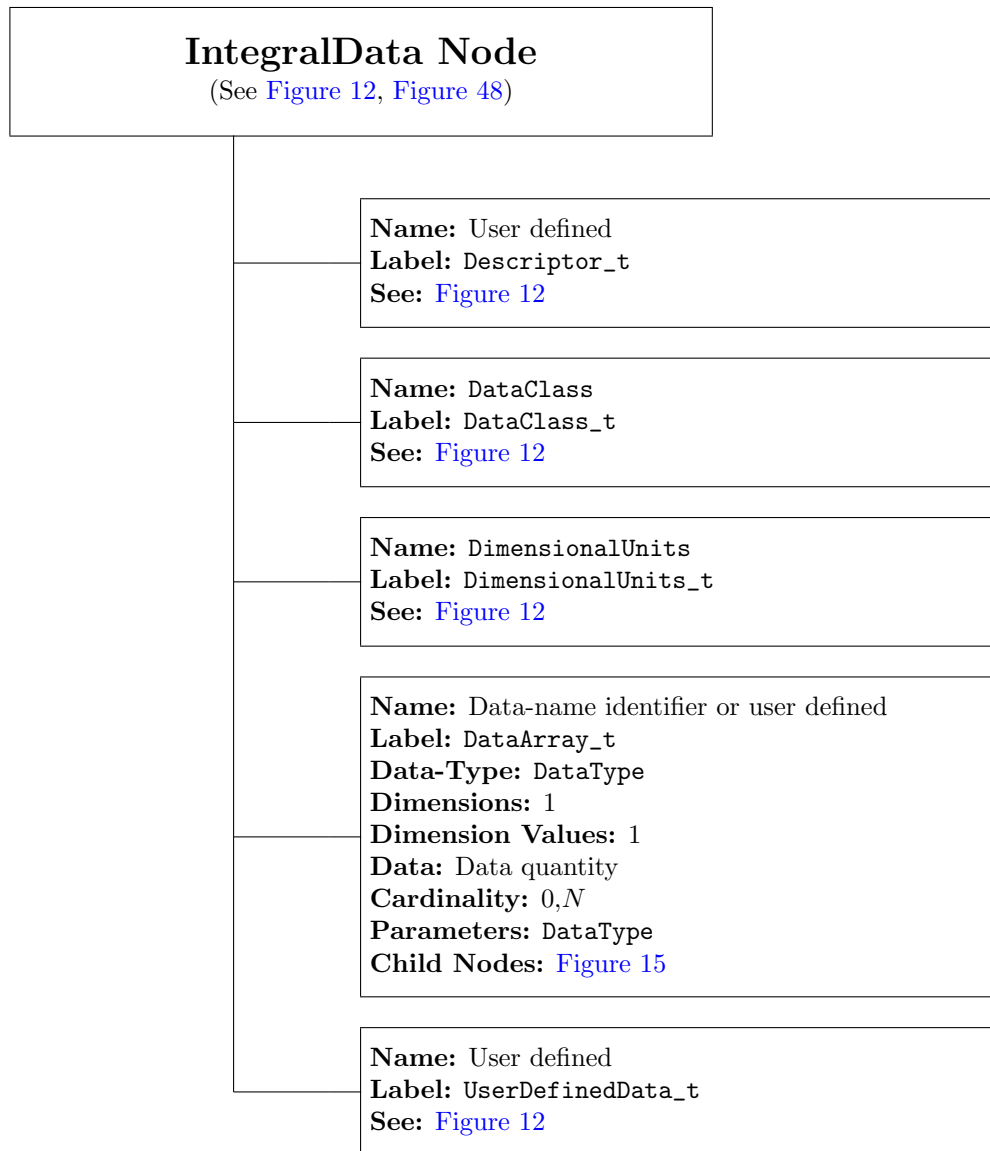 IntegralData Node
(See Figure 12, Figure 48)
Name: User defined
Label: Descriptor_t
See: Figure 12
Name: DataClass
Label: DataClass_t
See: Figure 12
Name: DimensionalUnits
Label: DimensionalUnits_t
See: Figure 12
Name: Data-name identifier or user defined
Label: DataArray_t
Data-Type: DataType
Dimensions: 1
Dimension Values: 1
Data: Data quantity
Cardinality: 0,N
Parameters: DataType
Child Nodes: Figure 15
Name: User defined
Label: UserDefinedData_t
See: Figure 12